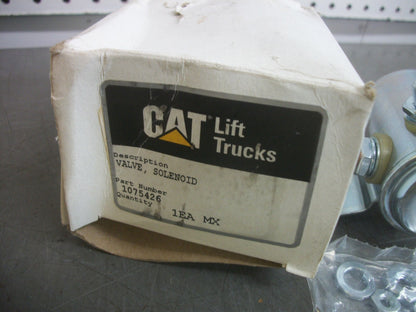 CAT Lift
Trucks
Description
VALVE, SOLENOID
Part Number
1075426
Quantity
1EA MX